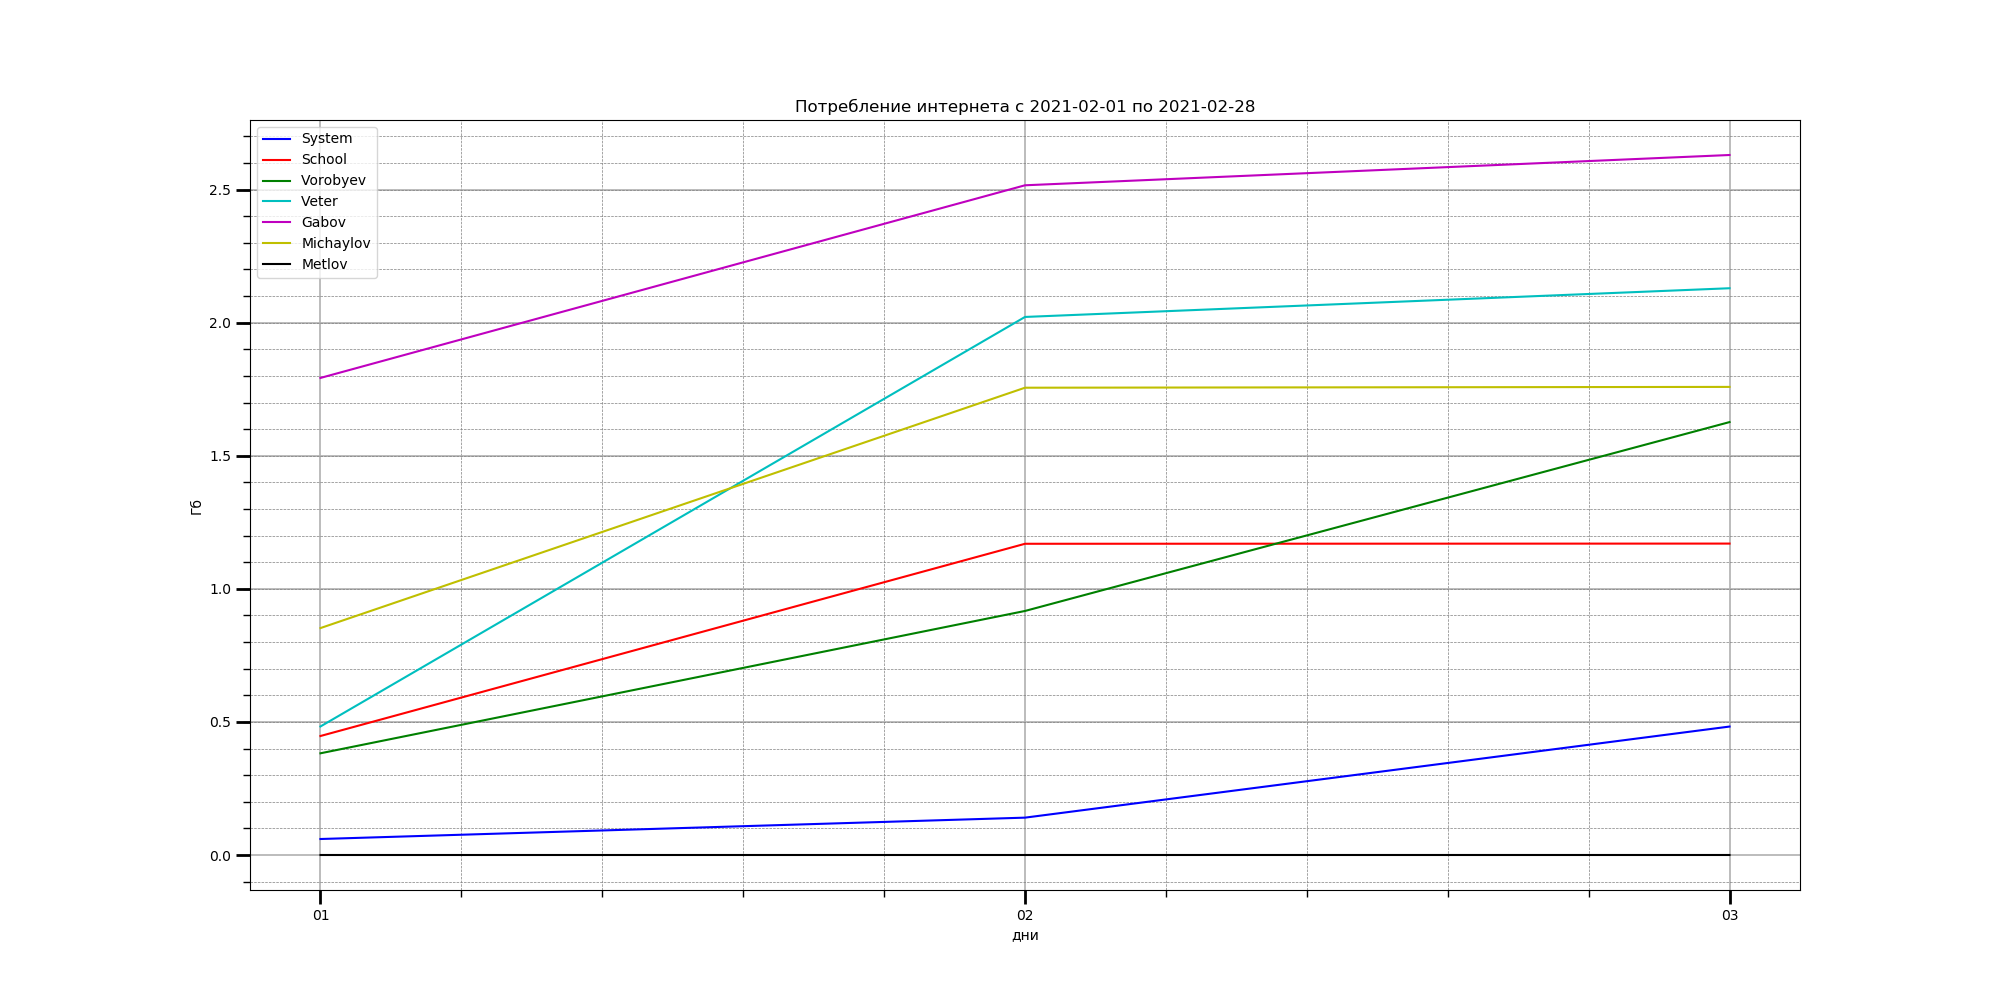 Потребление интернета с 2021-02-01 по 2021-02-28
System
School
Vorobyev
Veter
Gabov
Michaylov
Metlov
2.5
2.0
1.5
1.0
0.5
0.0
Гб
01 02 03
дни